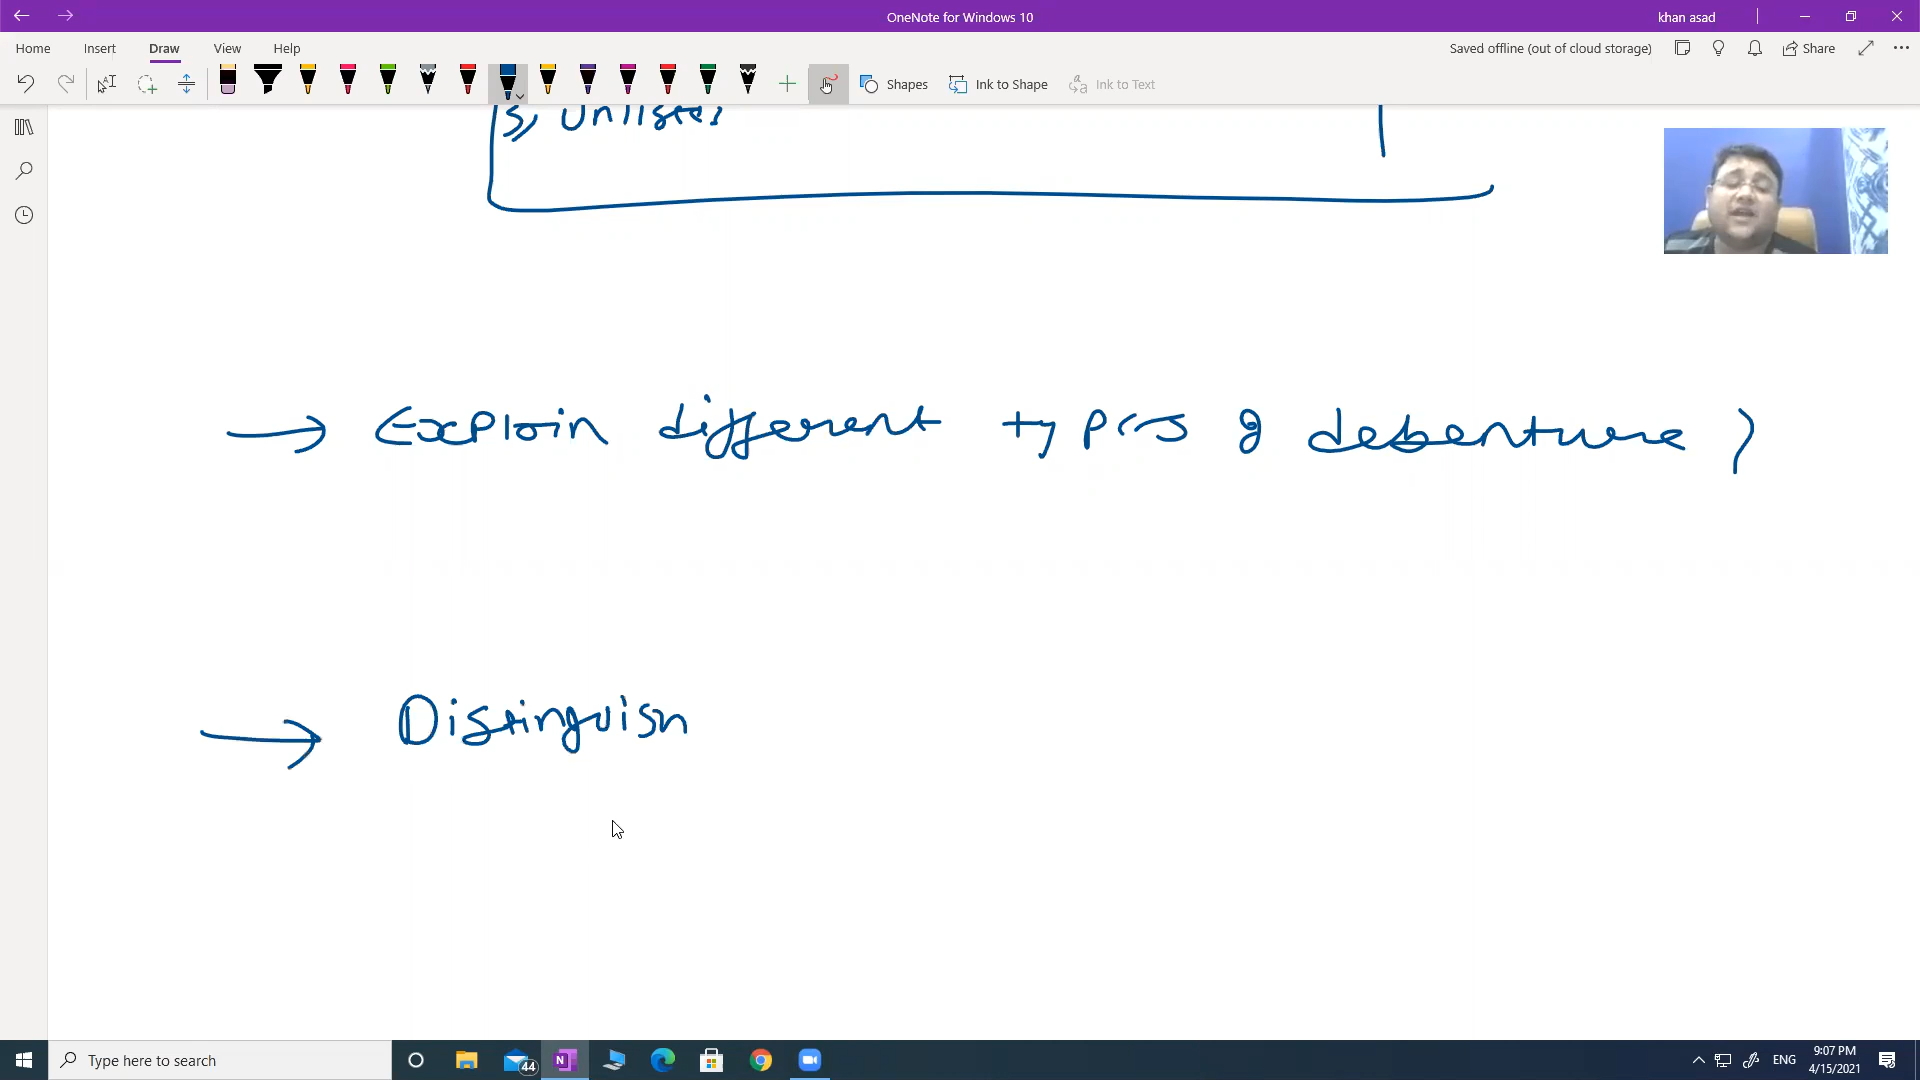 OneNote for Windows 10
khan asad
Home Insert Draw View Help
Saved offline (out of cloud storage)
Share
Shapes
Ink to Shape
Ink to Text
3, Unlisted
→ Explain different types of debenture ?
→ Distinguish
Type here to search
44
ENG
9:07 PM
4/15/2021